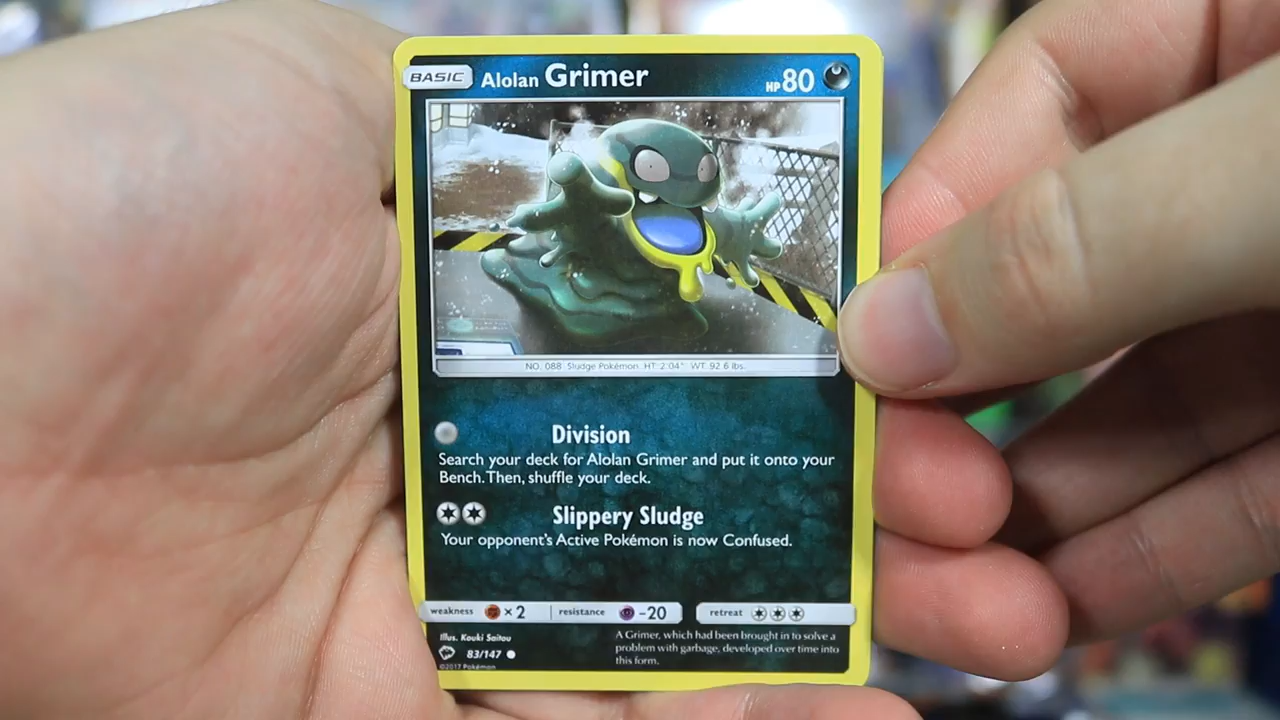 BASIC Alolan Grimer HP 80
NO. 088 Sludge Pokémon HT: 2'04" WT: 92.6 lbs.
Division
Search your deck for Alolan Grimer and put it onto your
Bench. Then, shuffle your deck.
Slippery Sludge
Your opponent's Active Pokémon is now Confused.
weakness ×2 resistance -20 retreat
Illus. Kouki Saitou
83/147
©2017 Pokémon
A Grimer, which had been brought in to solve a
problem with garbage, developed over time into
this form.